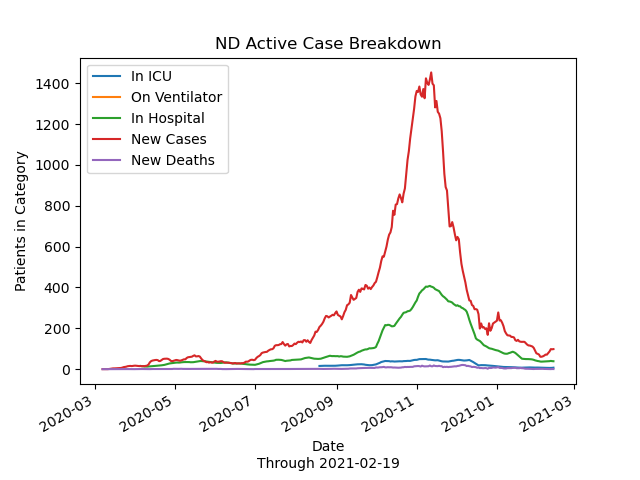 ND Active Case Breakdown
In ICU
On Ventilator
In Hospital
New Cases
New Deaths
1400
1200
1000
800
600
400
200
0
Patients in Category
2020-03
2020-05
2020-07
2020-09
2020-11
2021-01
2021-03
Date
Through 2021-02-19